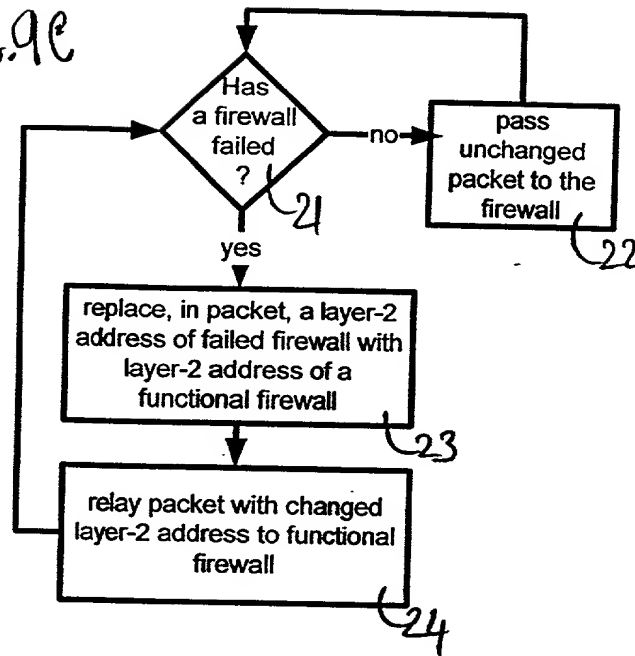 .9C
Has
a firewall
failed
?
21
no
pass
unchanged
packet to the
firewall
22
yes
replace, in packet, a layer-2
address of failed firewall with
layer-2 address of a
functional firewall
23
relay packet with changed
layer-2 address to functional
firewall
24